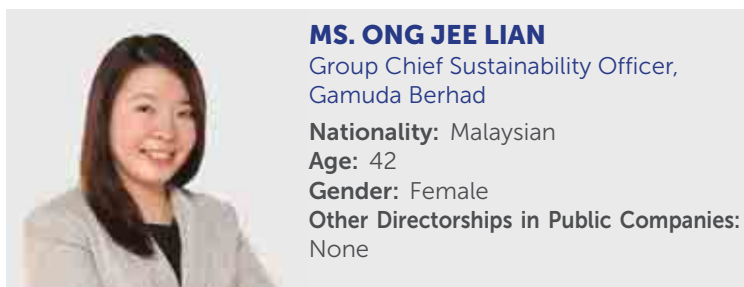 MS. ONG JEE LIAN
Group Chief Sustainability Officer,
Gamuda Berhad
Nationality: Malaysian
Age: 42
Gender: Female
Other Directorships in Public Companies:
None